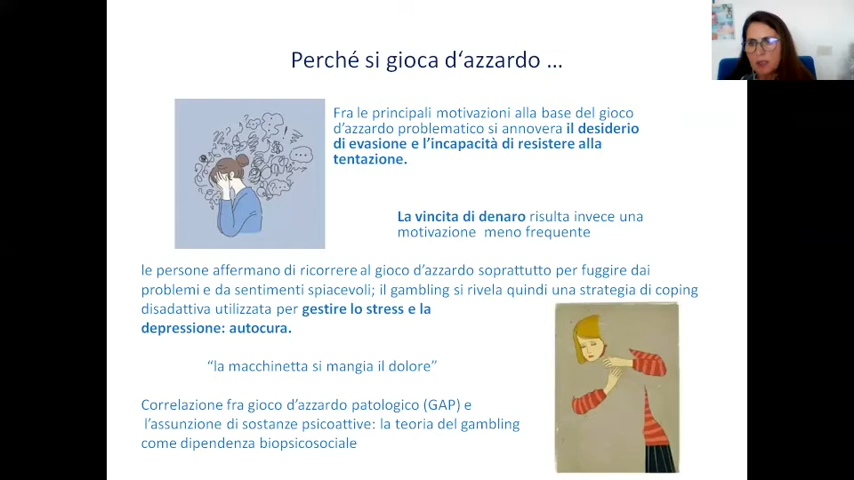 Perché si gioca d‘azzardo ...
Fra le principali motivazioni alla base del gioco
d’azzardo problematico si annovera il desiderio
di evasione e l’incapacità di resistere alla
tentazione.
La vincita di denaro risulta invece una
motivazione meno frequente
le persone affermano di ricorrere al gioco d’azzardo soprattutto per fuggire dai
problemi e da sentimenti spiacevoli; il gambling si rivela quindi una strategia di coping
disadattiva utilizzata per gestire lo stress e la
depressione: autocura.
“la macchinetta si mangia il dolore”
Correlazione fra gioco d’azzardo patologico (GAP) e
l’assunzione di sostanze psicoattive: la teoria del gambling
come dipendenza biopsicosociale